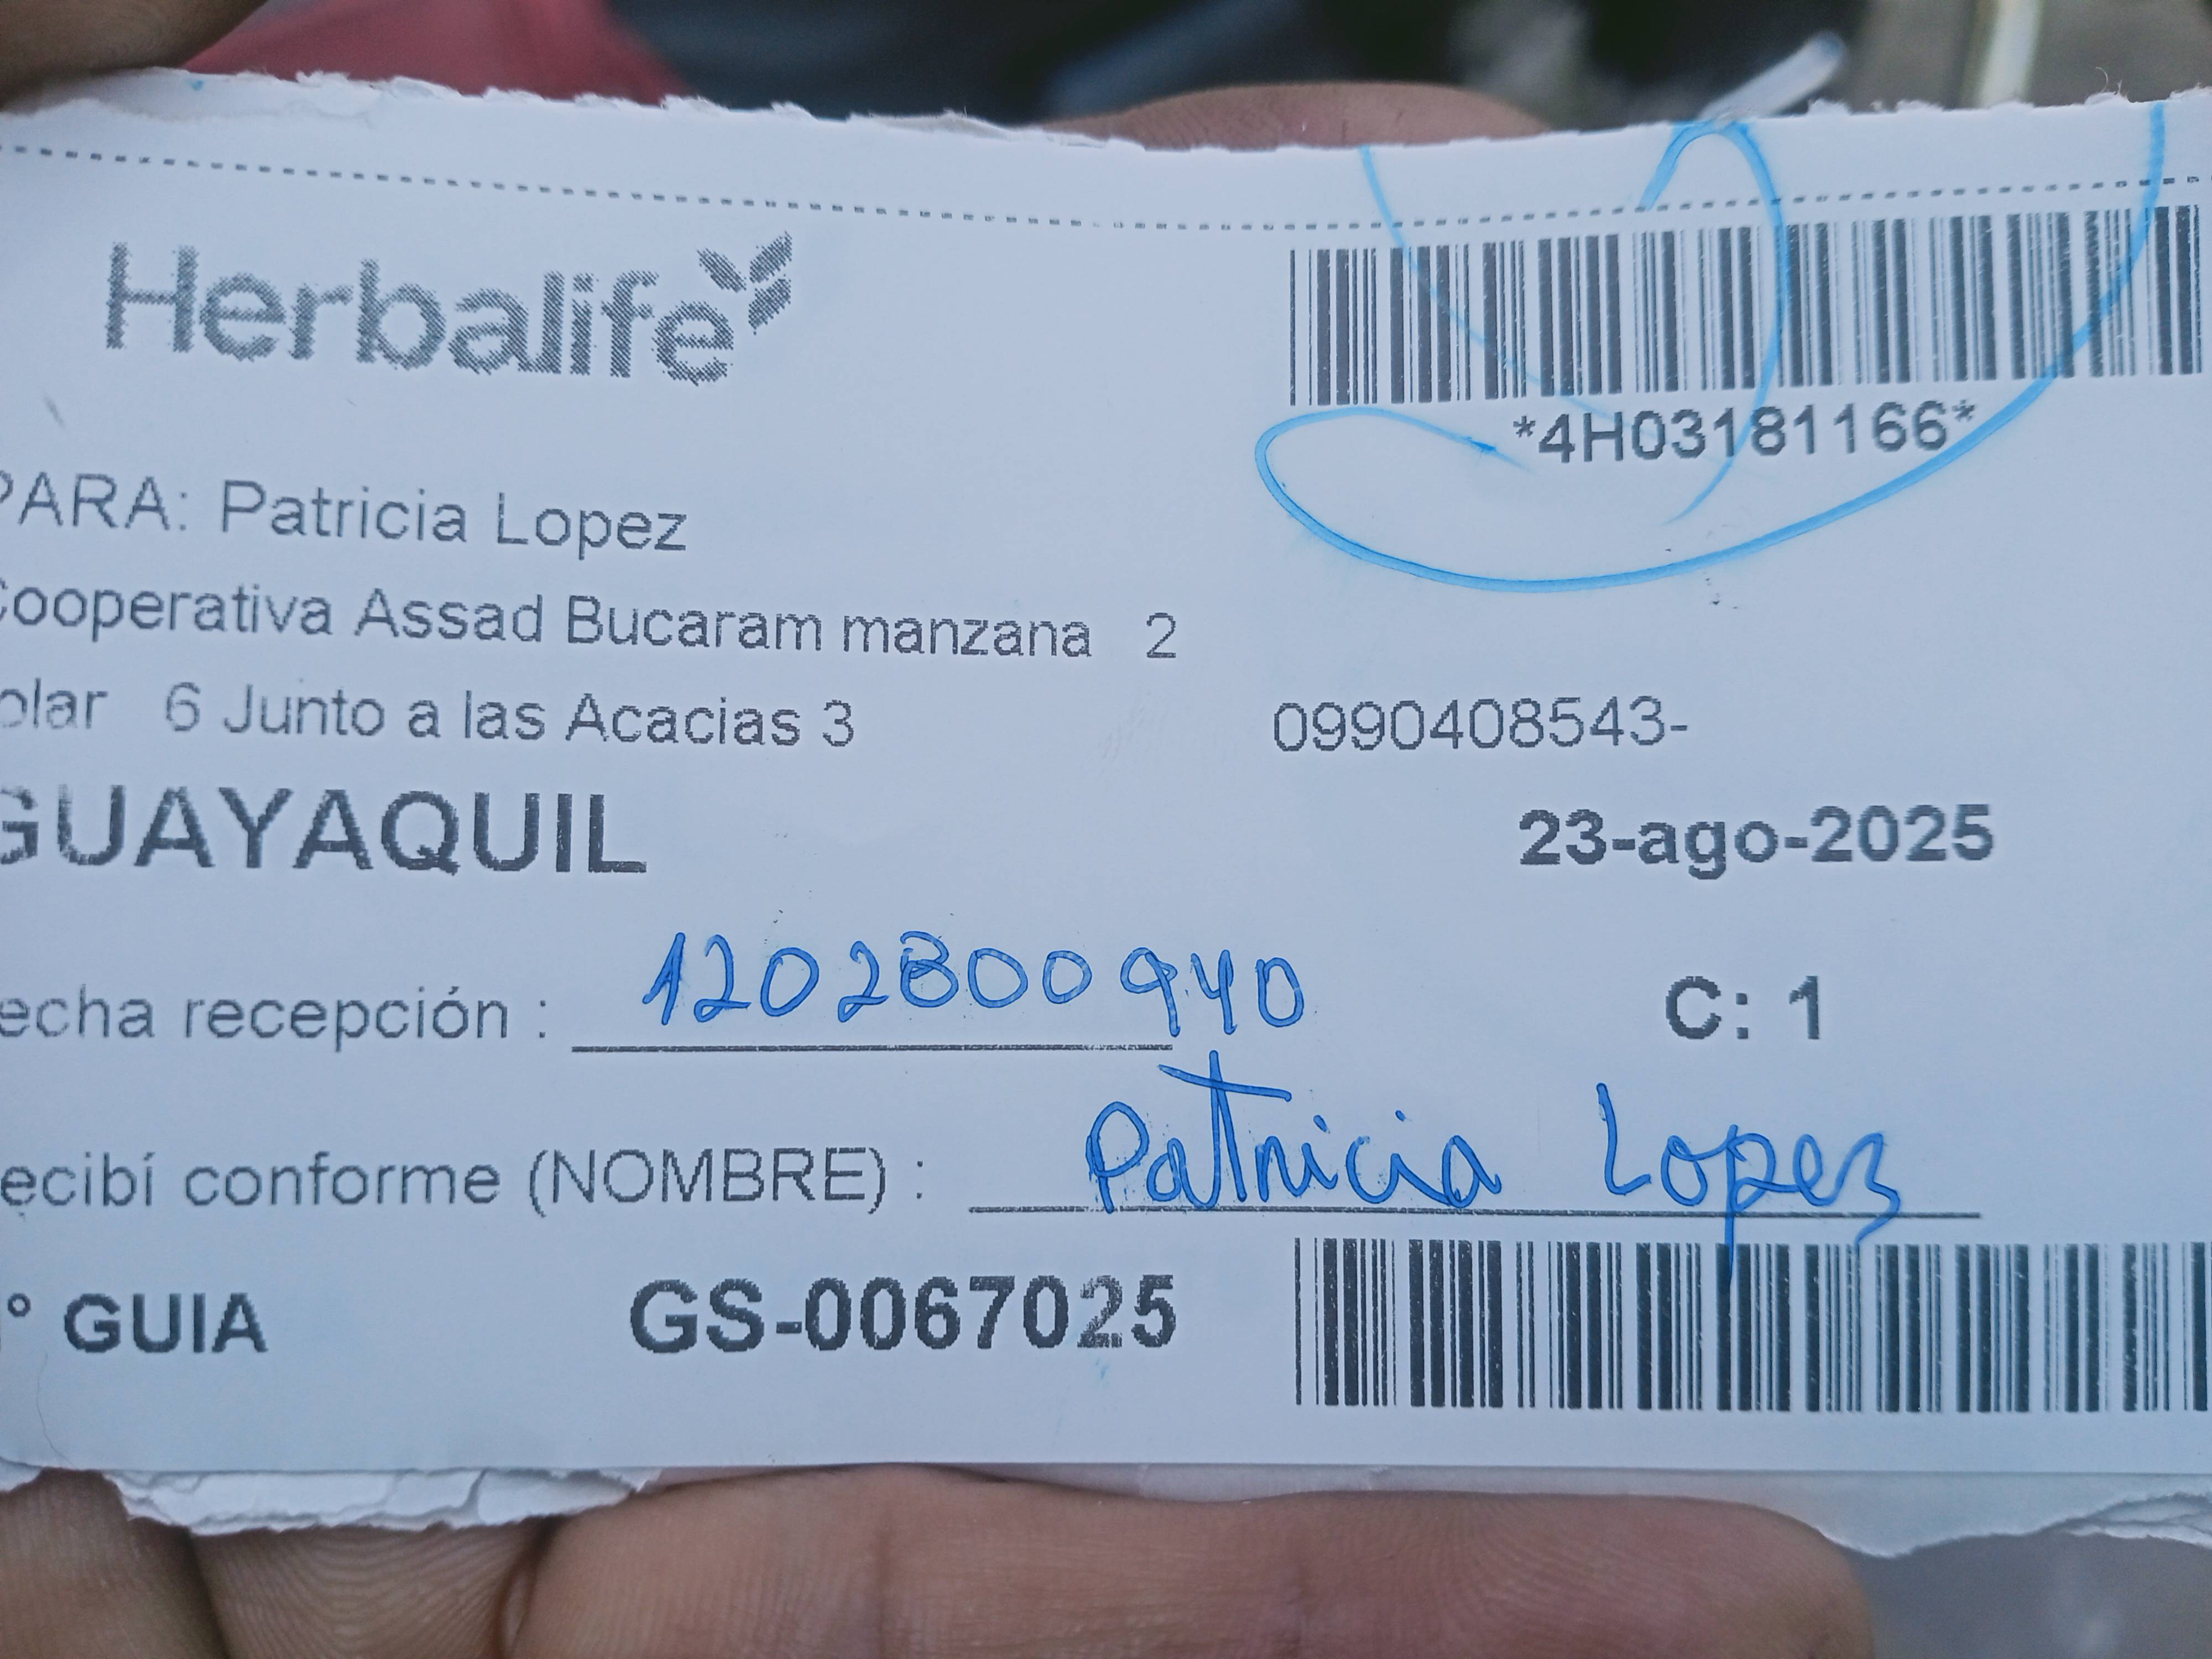 Herbalife
*4H03181166*
PARA: Patricia Lopez
Cooperativa Assad Bucaram manzana 2
olar 6 Junto a las Acacias 3 0990408543-
GUAYAQUIL 23-ago-2025
echa recepción : 1202800940 C: 1
ecibí conforme (NOMBRE) : Patricia Lopez
° GUIA GS-0067025